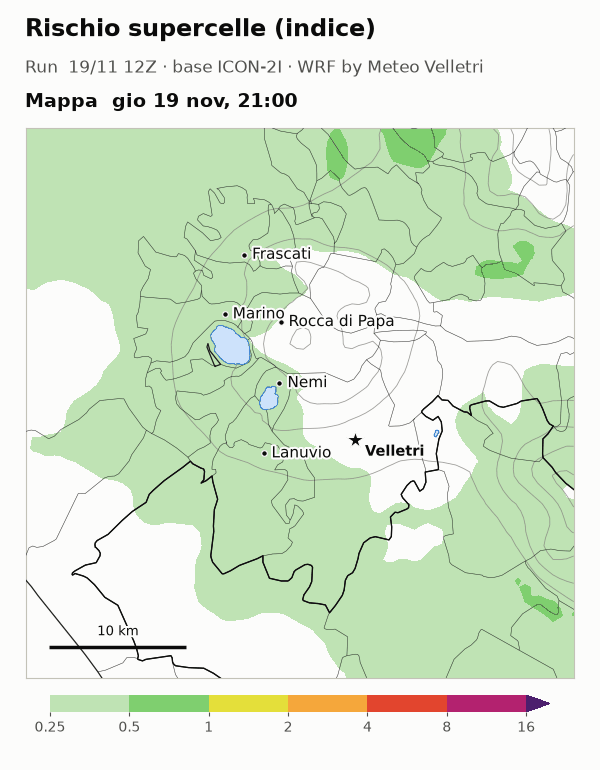 Rischio supercelle (indice)
Run  19/11 12Z · base ICON-2I · WRF by Meteo Velletri
Mappa  gio 19 nov, 21:00
Frascati
Marino
Rocca di Papa
Nemi
Velletri
Lanuvio
10 km
0.25 0.5 1 2 4 8 16